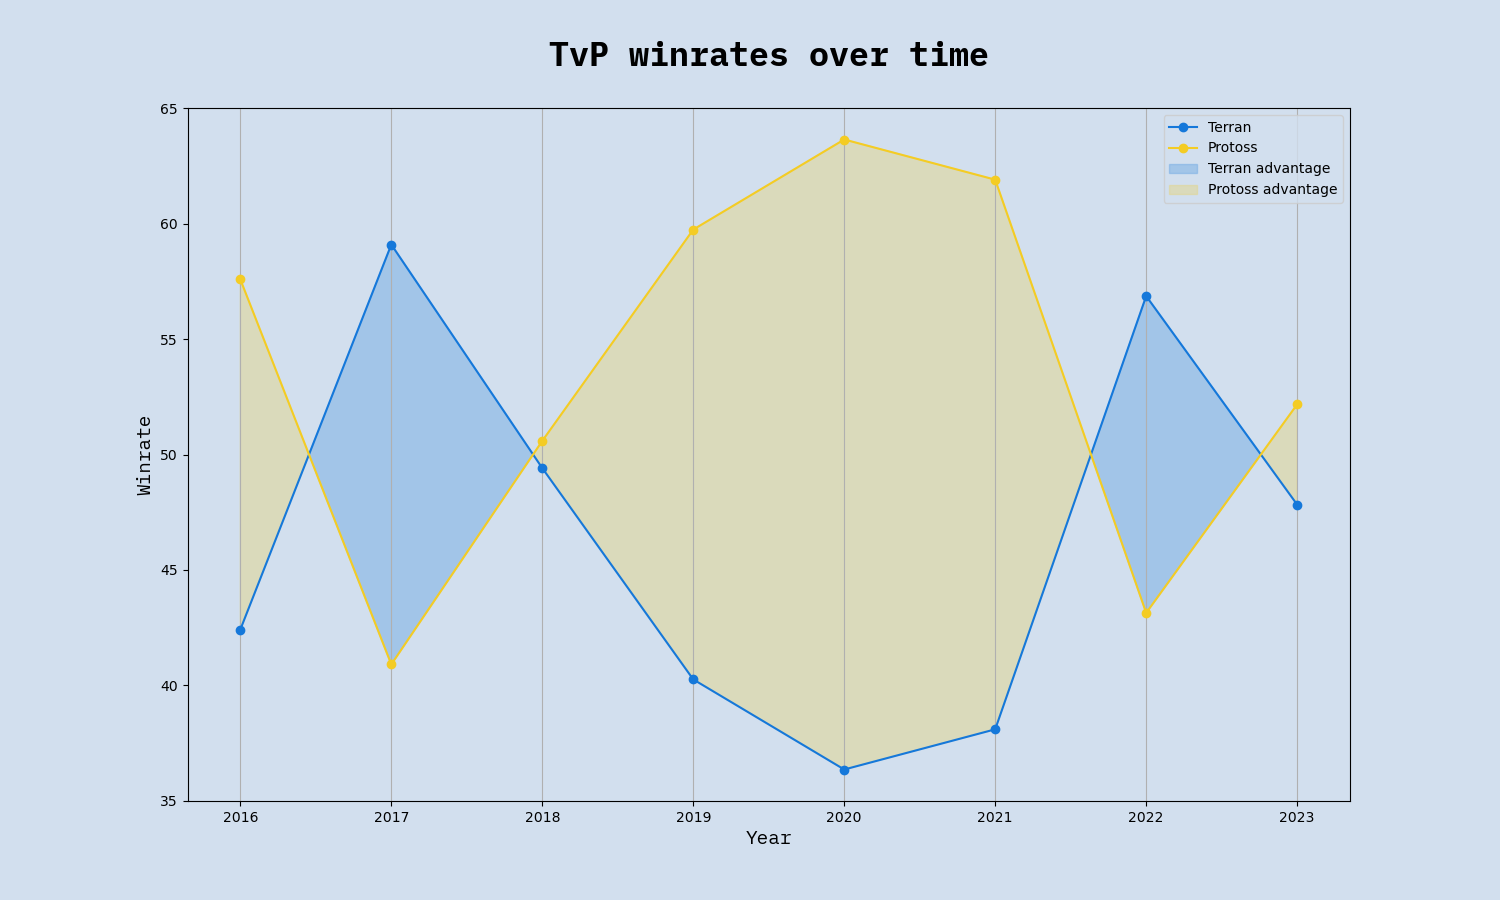 TvP winrates over time
65
60
55
50
45
40
35
Winrate
Terran
Protoss
Terran advantage
Protoss advantage
2016 2017 2018 2019 2020 2021 2022 2023
Year